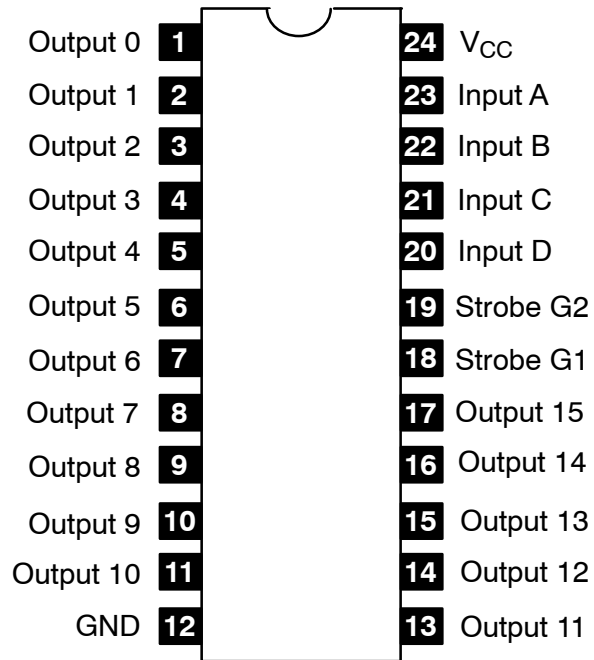 Output 0 1 24 VCC
Output 1 2 23 Input A
Output 2 3 22 Input B
Output 3 4 21 Input C
Output 4 5 20 Input D
Output 5 6 19 Strobe G2
Output 6 7 18 Strobe G1
Output 7 8 17 Output 15
Output 8 9 16 Output 14
Output 9 10 15 Output 13
Output 10 11 14 Output 12
GND 12 13 Output 11